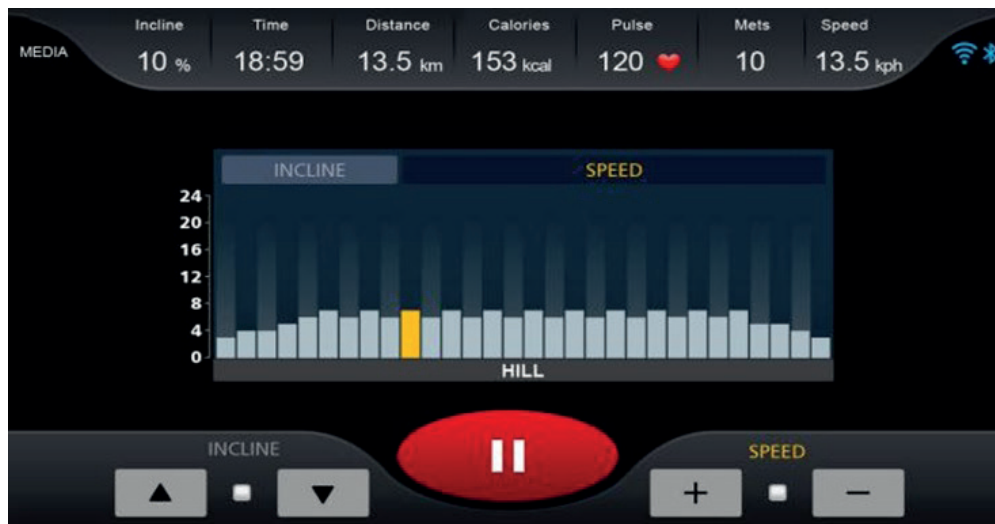 Incline Time Distance Calories Pulse Mets Speed
MEDIA
10 % 18:59 13.5 km 153 kcal 120 10 13.5 kph
INCLINE SPEED
24
20
16
12
8
4
0
HILL
INCLINE SPEED
+ −